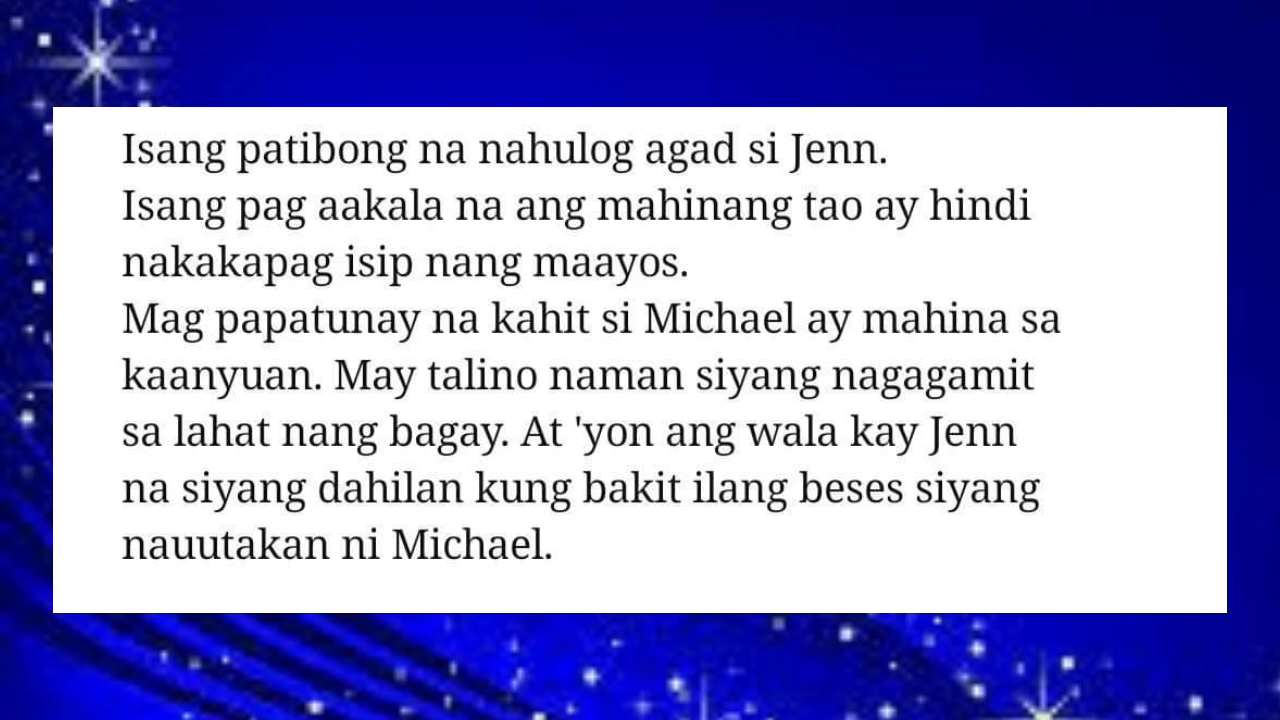 Isang patibong na nahulog agad si Jenn.
Isang pag aakala na ang mahinang tao ay hindi
nakakapag isip nang maayos.
Mag papatunay na kahit si Michael ay mahina sa
kaanyuan. May talino naman siyang nagagamit
sa lahat nang bagay. At 'yon ang wala kay Jenn
na siyang dahilan kung bakit ilang beses siyang
nauutakan ni Michael.